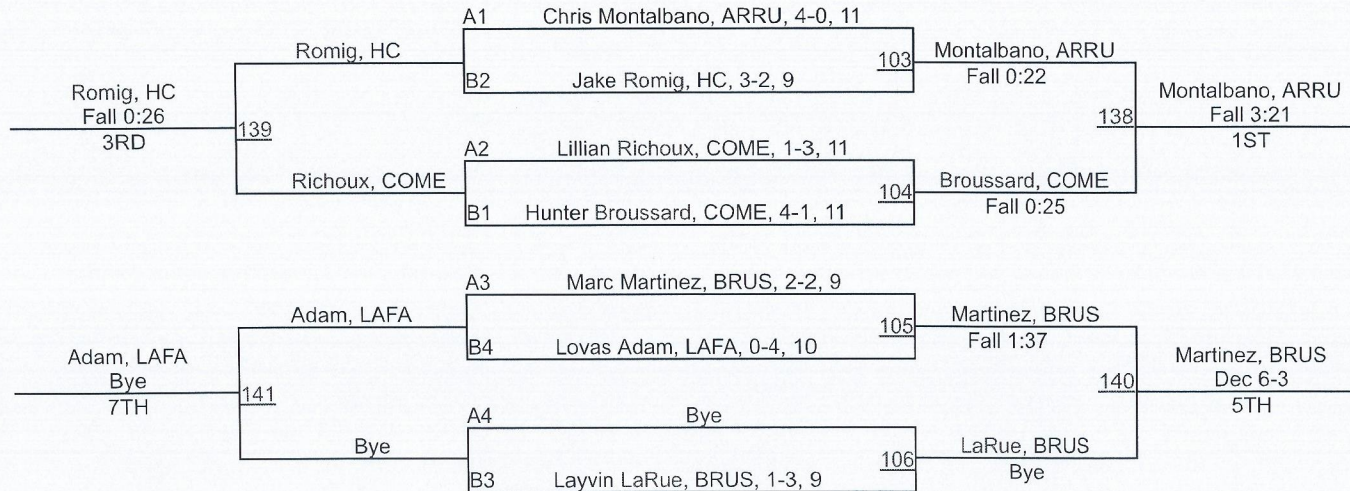 A1 Chris Montalbano, ARRU, 4-0, 11
Romig, HC
103
Montalbano, ARRU
Fall 0:22
B2 Jake Romig, HC, 3-2, 9
Romig, HC
Fall 0:26
3RD
139
138
Montalbano, ARRU
Fall 3:21
1ST
A2 Lillian Richoux, COME, 1-3, 11
Richoux, COME
104
Broussard, COME
Fall 0:25
B1 Hunter Broussard, COME, 4-1, 11
A3 Marc Martinez, BRUS, 2-2, 9
Adam, LAFA
105
Martinez, BRUS
Fall 1:37
B4 Lovas Adam, LAFA, 0-4, 10
Adam, LAFA
Bye
7TH
141
140
Martinez, BRUS
Dec 6-3
5TH
A4 Bye
Bye
106
LaRue, BRUS
Bye
B3 Layvin LaRue, BRUS, 1-3, 9